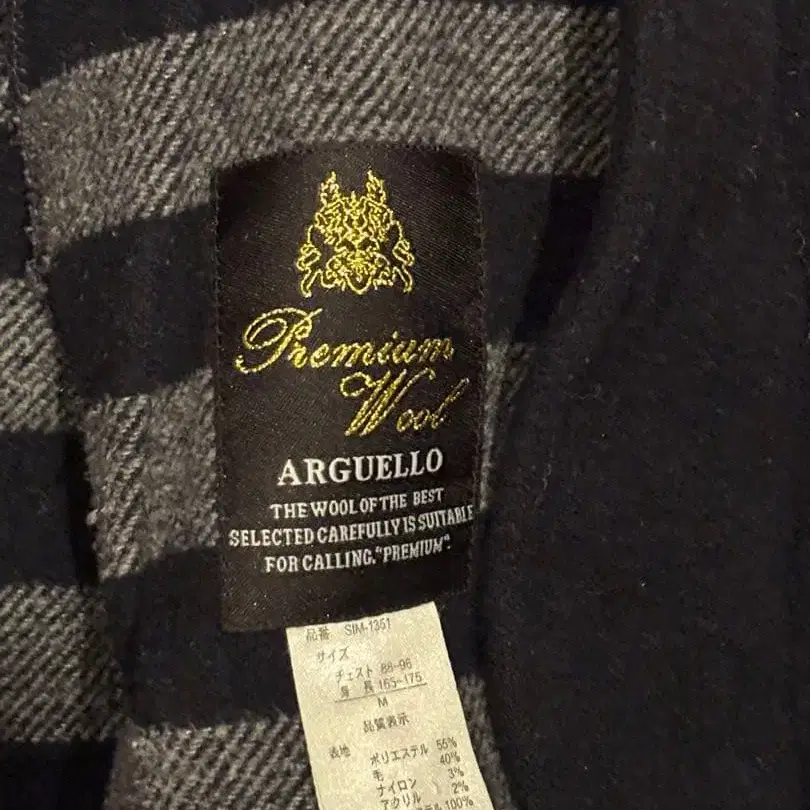 Premium
Wool
ARGUELLO
THE WOOL OF THE BEST
SELECTED CAREFULLY IS SUITABLE
FOR CALLING."PREMIUM".
品番 SIM-1351
サイズ
チェスト 88-96
身 長 165-175
M
品質表示
表地 ポリエステル 55%
毛 40%
ナイロン 3%
アクリル 2%
テル 100%